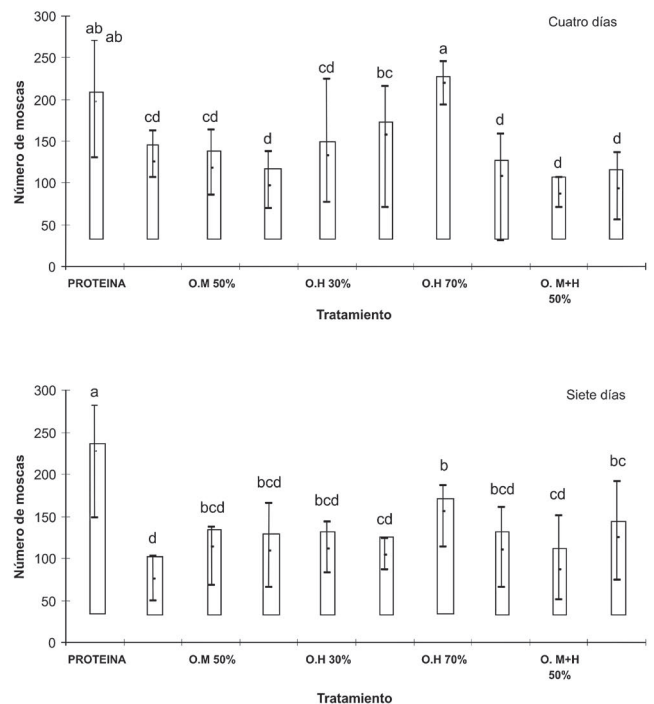 300
Cuatro días
250
200
150
100
50
0
Número de moscas
ab
ab
cd
cd
d
cd
bc
a
d
d
d
PROTEINA
O.M 50%
O.H 30%
O.H 70%
O. M+H
50%
Tratamiento
300
Siete días
250
200
150
100
50
0
Número de moscas
a
d
bcd
bcd
bcd
cd
b
bcd
cd
bc
PROTEINA
O.M 50%
O.H 30%
O.H 70%
O. M+H
50%
Tratamiento